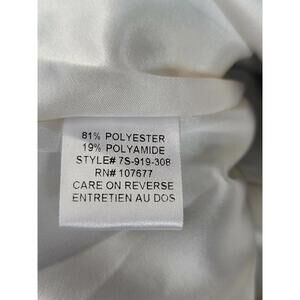 81% POLYESTER
19% POLYAMIDE
STYLE# 7S-919-308
RN# 107677
CARE ON REVERSE
ENTRETIEN AU DOS